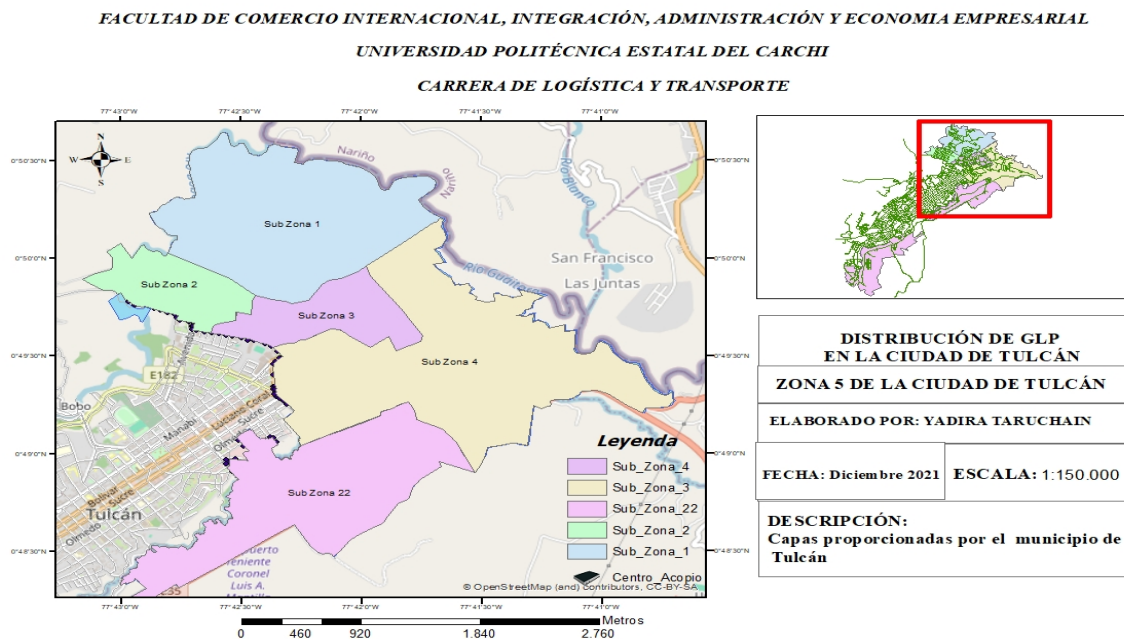 FACULTAD DE COMERCIO INTERNACIONAL, INTEGRACIÓN, ADMINISTRACIÓN Y ECONOMIA EMPRESARIAL
UNIVERSIDAD POLITÉCNICA ESTATAL DEL CARCHI
CARRERA DE LOGÍSTICA Y TRANSPORTE
77°43'0"W 77°42'30"W 77°42'0"W 77°41'30"W 77°41'0"W
N
W E
S
0°50'30"N
0°50'0"N
0°49'30"N
0°49'0"N
0°48'30"N
Nariño
Nariño
Río Blanco
Sub Zona 1
San Francisco
Las Juntas
Sub Zona 2
Sub Zona 3
Sub Zona 4
E182
Bobo
Manabí
Luciano Coral
Olmedo
Sucre
Bolívar
Sucre
Tulcán
Olmedo
Sub Zona 22
Teniente
Coronel
Luis A.
E35
Leyenda
Sub_Zona_4
Sub_Zona_3
Sub_Zona_22
Sub_Zona_2
Sub_Zona_1
Centro_Acopio
© OpenStreetMap (and) contributors, CC-BY-SA
0°50'30"N
0°50'0"N
0°49'30"N
0°49'0"N
0°48'30"N
77°43'0"W 77°42'0"W 77°41'30"W 77°41'0"W
Metros
0 460 920 1.840 2.760
DISTRIBUCIÓN DE GLP
EN LA CIUDAD DE TULCÁN
ZONA 5 DE LA CIUDAD DE TULCÁN
ELABORADO POR: YADIRA TARUCHAIN
FECHA: Diciembre 2021 ESCALA: 1:150.000
DESCRIPCIÓN:
Capas proporcionadas por el municipio de
Tulcán